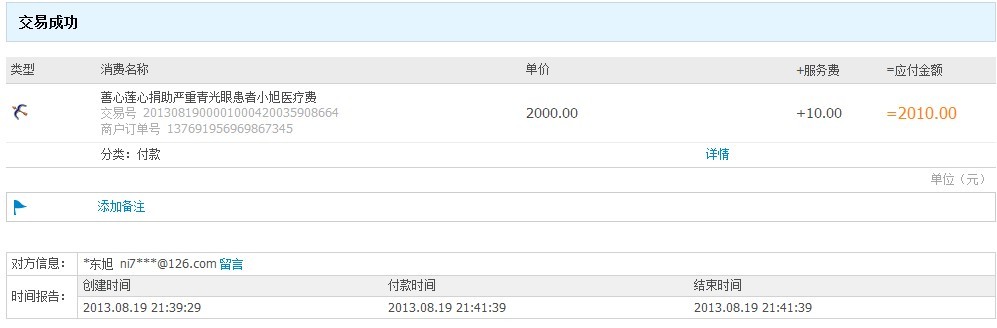 交易成功
类型 消费名称 单价 +服务费 =应付金额
善心莲心捐助严重青光眼患者小旭医疗费
交易号 2013081900001000420035908664
商户订单号 137691956969867345
2000.00 +10.00 =2010.00
分类：付款 详情
单位（元）
添加备注
对方信息： *东旭 ni7***@126.com 留言
时间报告： 创建时间 付款时间 结束时间
2013.08.19 21:39:29 2013.08.19 21:41:39 2013.08.19 21:41:39